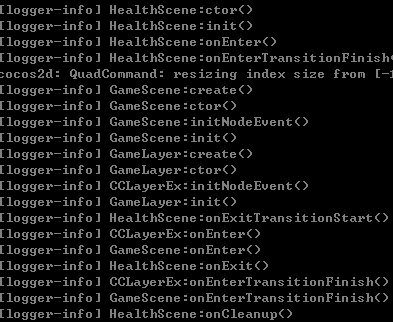 [logger-info] HealthScene:ctor()
[logger-info] HealthScene:init()
[logger-info] HealthScene:onEnter()
[logger-info] HealthScene:onEnterTransitionFinish(
cocos2d: QuadCommand: resizing index size from [-1
[logger-info] GameScene:create()
[logger-info] GameScene:ctor()
[logger-info] GameScene:initNodeEvent()
[logger-info] GameScene:init()
[logger-info] GameLayer:create()
[logger-info] GameLayer:ctor()
[logger-info] CCLayerEx:initNodeEvent()
[logger-info] GameLayer:init()
[logger-info] HealthScene:onExitTransitionStart()
[logger-info] CCLayerEx:onEnter()
[logger-info] GameScene:onEnter()
[logger-info] HealthScene:onExit()
[logger-info] CCLayerEx:onEnterTransitionFinish()
[logger-info] GameScene:onEnterTransitionFinish()
[logger-info] HealthScene:onCleanup()